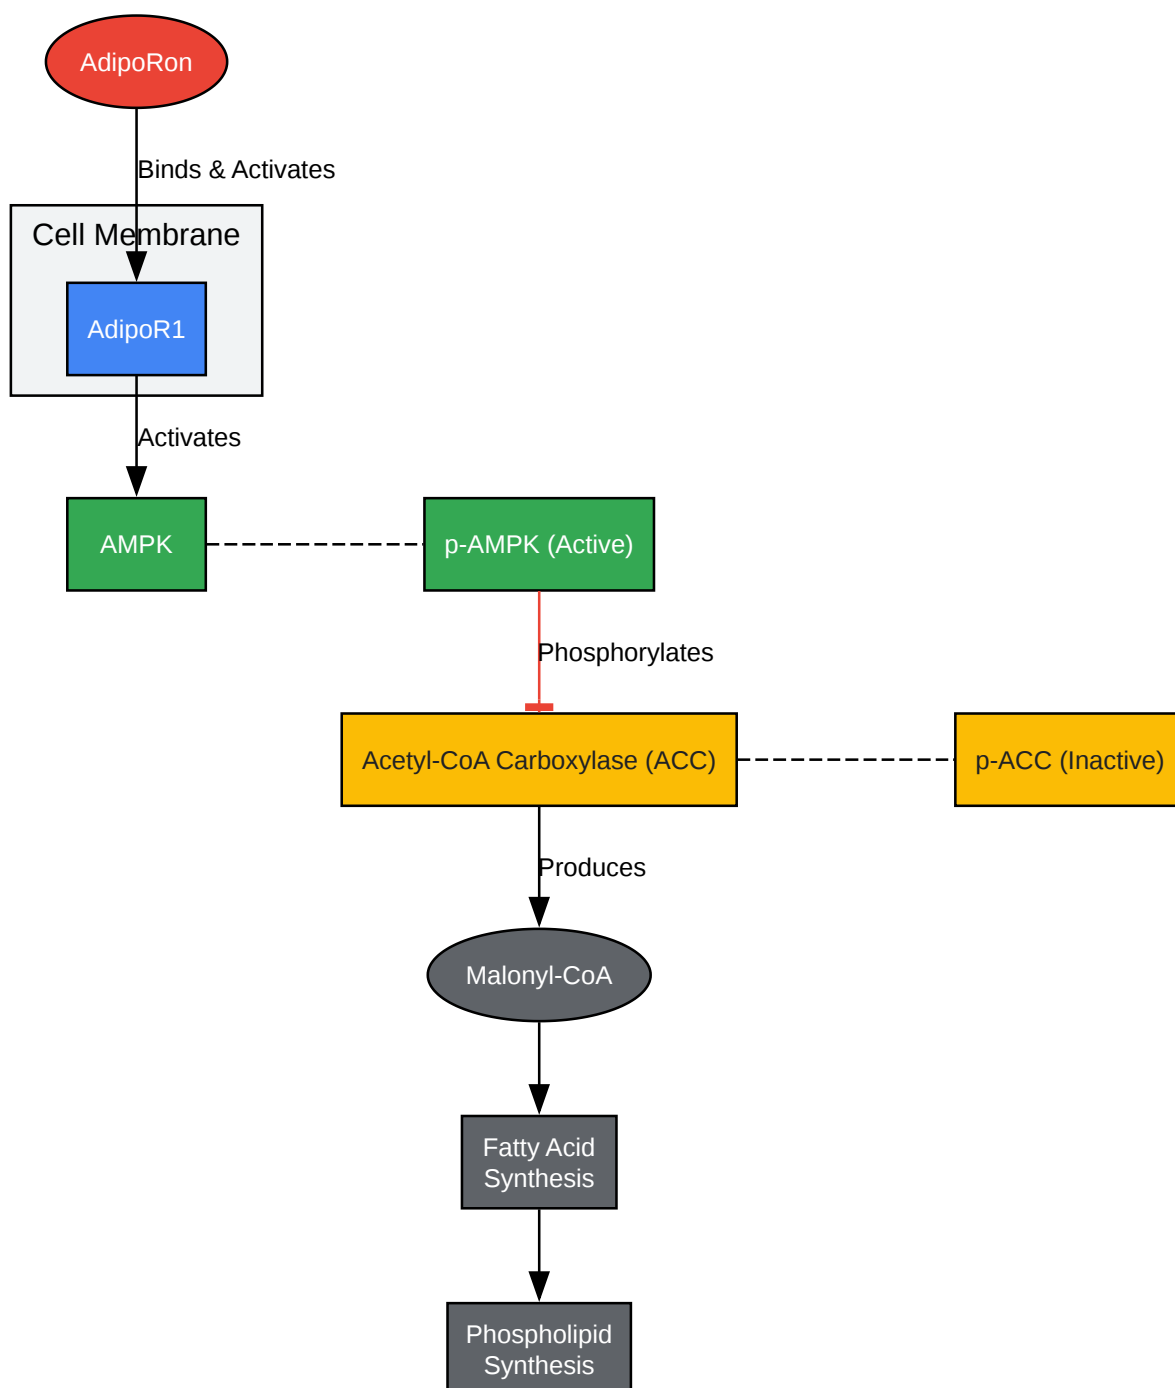 AdipoRon
Binds & Activates
Cell Membrane
AdipoR1
Activates
AMPK
p-AMPK (Active)
Phosphorylates
Acetyl-CoA Carboxylase (ACC)
p-ACC (Inactive)
Produces
Malonyl-CoA
Fatty Acid
Synthesis
Phospholipid
Synthesis